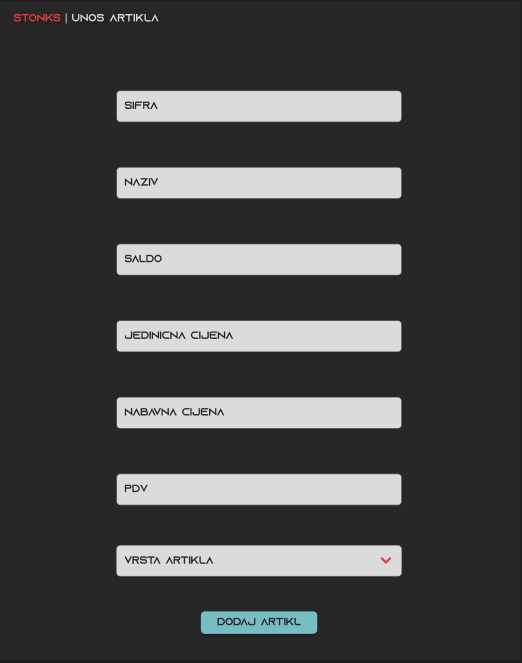 STONKS | UNOS ARTIKLA
SIFRA
NAZIV
SALDO
JEDINICNA CIJENA
NABAVNA CIJENA
PDV
VRSTA ARTIKLA
DODAJ ARTIKL